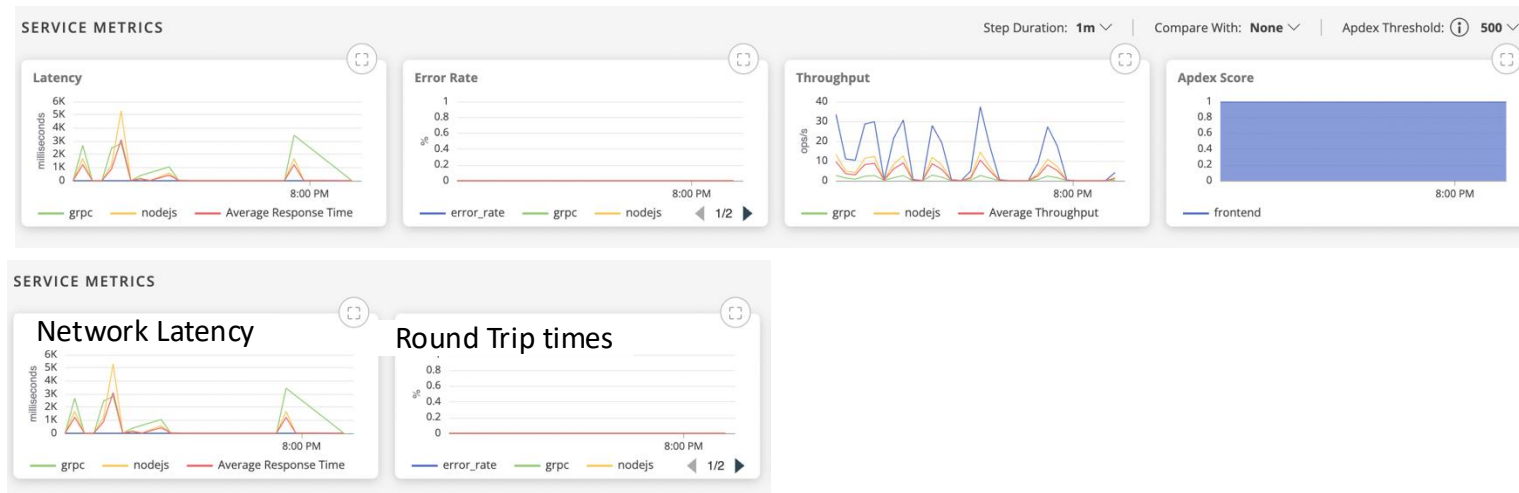 SERVICE METRICS
Step Duration: 1m
Compare With: None
Apdex Threshold: 500
Latency
milliseconds
6K
5K
4K
3K
2K
1K
0
8:00 PM
grpc nodejs Average Response Time
Error Rate
%
1
0.8
0.6
0.4
0.2
0
8:00 PM
error_rate grpc nodejs 1/2
Throughput
ops/s
40
30
20
10
0
8:00 PM
grpc nodejs Average Throughput
Apdex Score
1
0.8
0.6
0.4
0.2
0
8:00 PM
frontend
SERVICE METRICS
Network Latency
milliseconds
6K
5K
4K
3K
2K
1K
0
8:00 PM
grpc nodejs Average Response Time
Round Trip times
%
0.8
0.6
0.4
0.2
0
8:00 PM
error_rate grpc nodejs 1/2